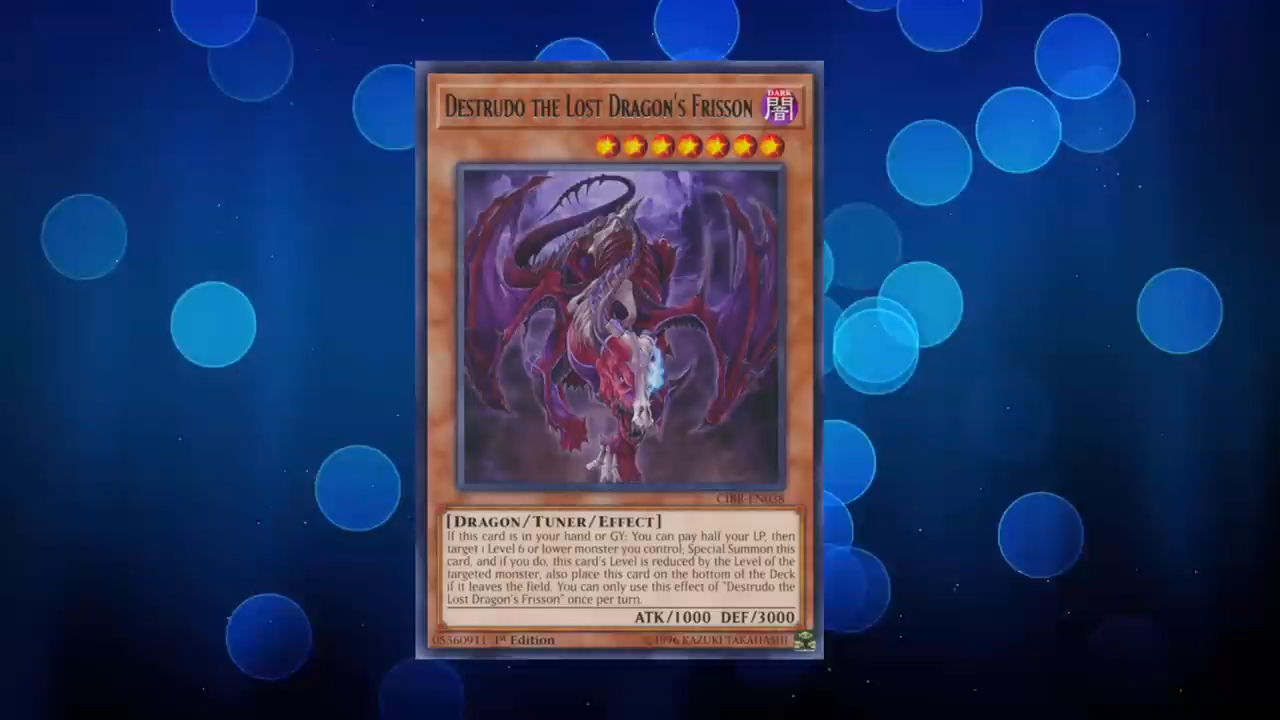 DESTRUDO THE LOST DRAGON'S FRISSON
DARK
闇
CIBR-EN038
[DRAGON/TUNER/EFFECT]
If this card is in your hand or GY: You can pay half your LP, then
target 1 Level 6 or lower monster you control; Special Summon this
card, and if you do, this card's Level is reduced by the Level of the
targeted monster, also place this card on the bottom of the Deck
if it leaves the field. You can only use this effect of "Destrudo the
Lost Dragon's Frisson" once per turn.
ATK/1000 DEF/3000
05560911 1st Edition ©1996 KAZUKI TAKAHASHI